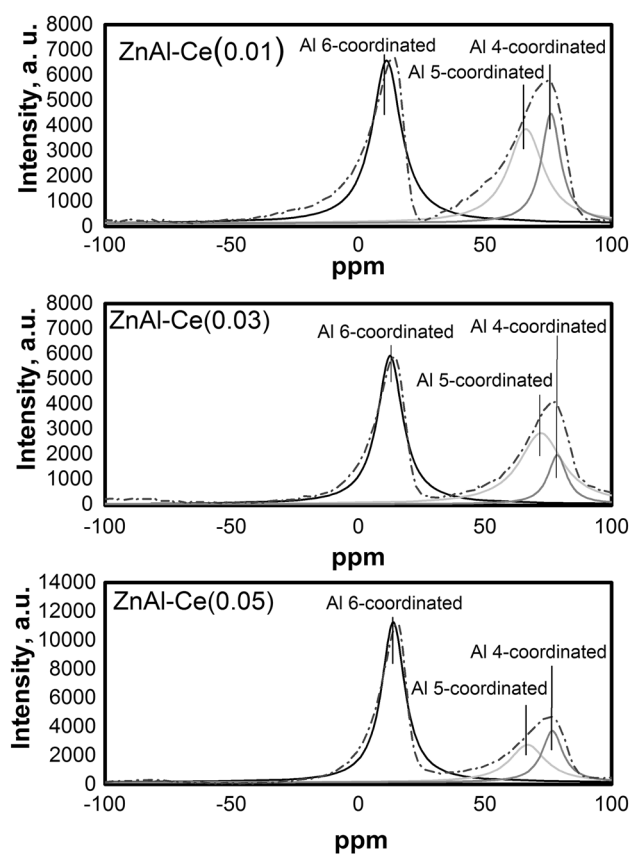 8000
7000
6000
5000
4000
3000
2000
1000
0
Intensity, a. u.
ZnAl-Ce(0.01)
Al 6-coordinated
Al 4-coordinated
Al 5-coordinated
-100 -50 0 50 100
ppm
8000
7000
6000
5000
4000
3000
2000
1000
0
Intensity, a.u.
ZnAl-Ce(0.03)
Al 6-coordinated
Al 4-coordinated
Al 5-coordinated
-100 -50 0 50 100
ppm
14000
12000
10000
8000
6000
4000
2000
0
Intensity, a.u.
ZnAl-Ce(0.05)
Al 6-coordinated
Al 4-coordinated
Al 5-coordinated
-100 -50 0 50 100
ppm